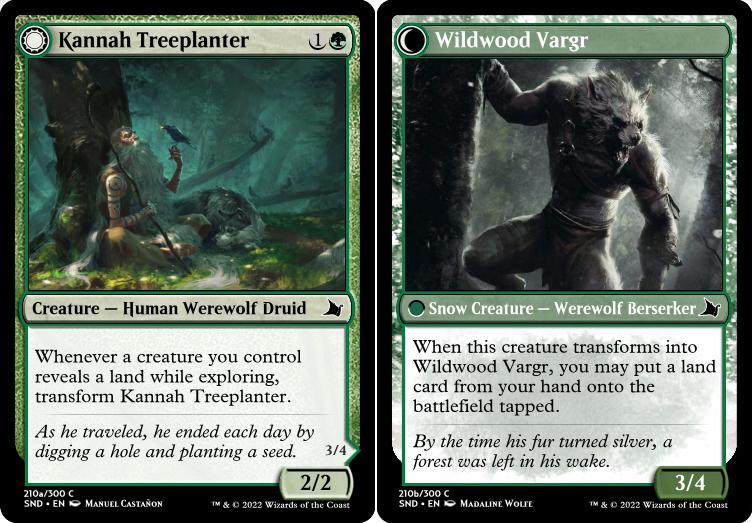 Kannah Treeplanter 1
Creature — Human Werewolf Druid
Whenever a creature you control
reveals a land while exploring,
transform Kannah Treeplanter.
As he traveled, he ended each day by
digging a hole and planting a seed.
3/4
2/2
210a/300 C
SND • EN Manuel Castañon
™ & © 2022 Wizards of the Coast
Wildwood Vargr
Snow Creature — Werewolf Berserker
When this creature transforms into
Wildwood Vargr, you may put a land
card from your hand onto the
battlefield tapped.
By the time his fur turned silver, a
forest was left in his wake.
3/4
210b/300 C
SND • EN Madaline Wolfe
™ & © 2022 Wizards of the Coast